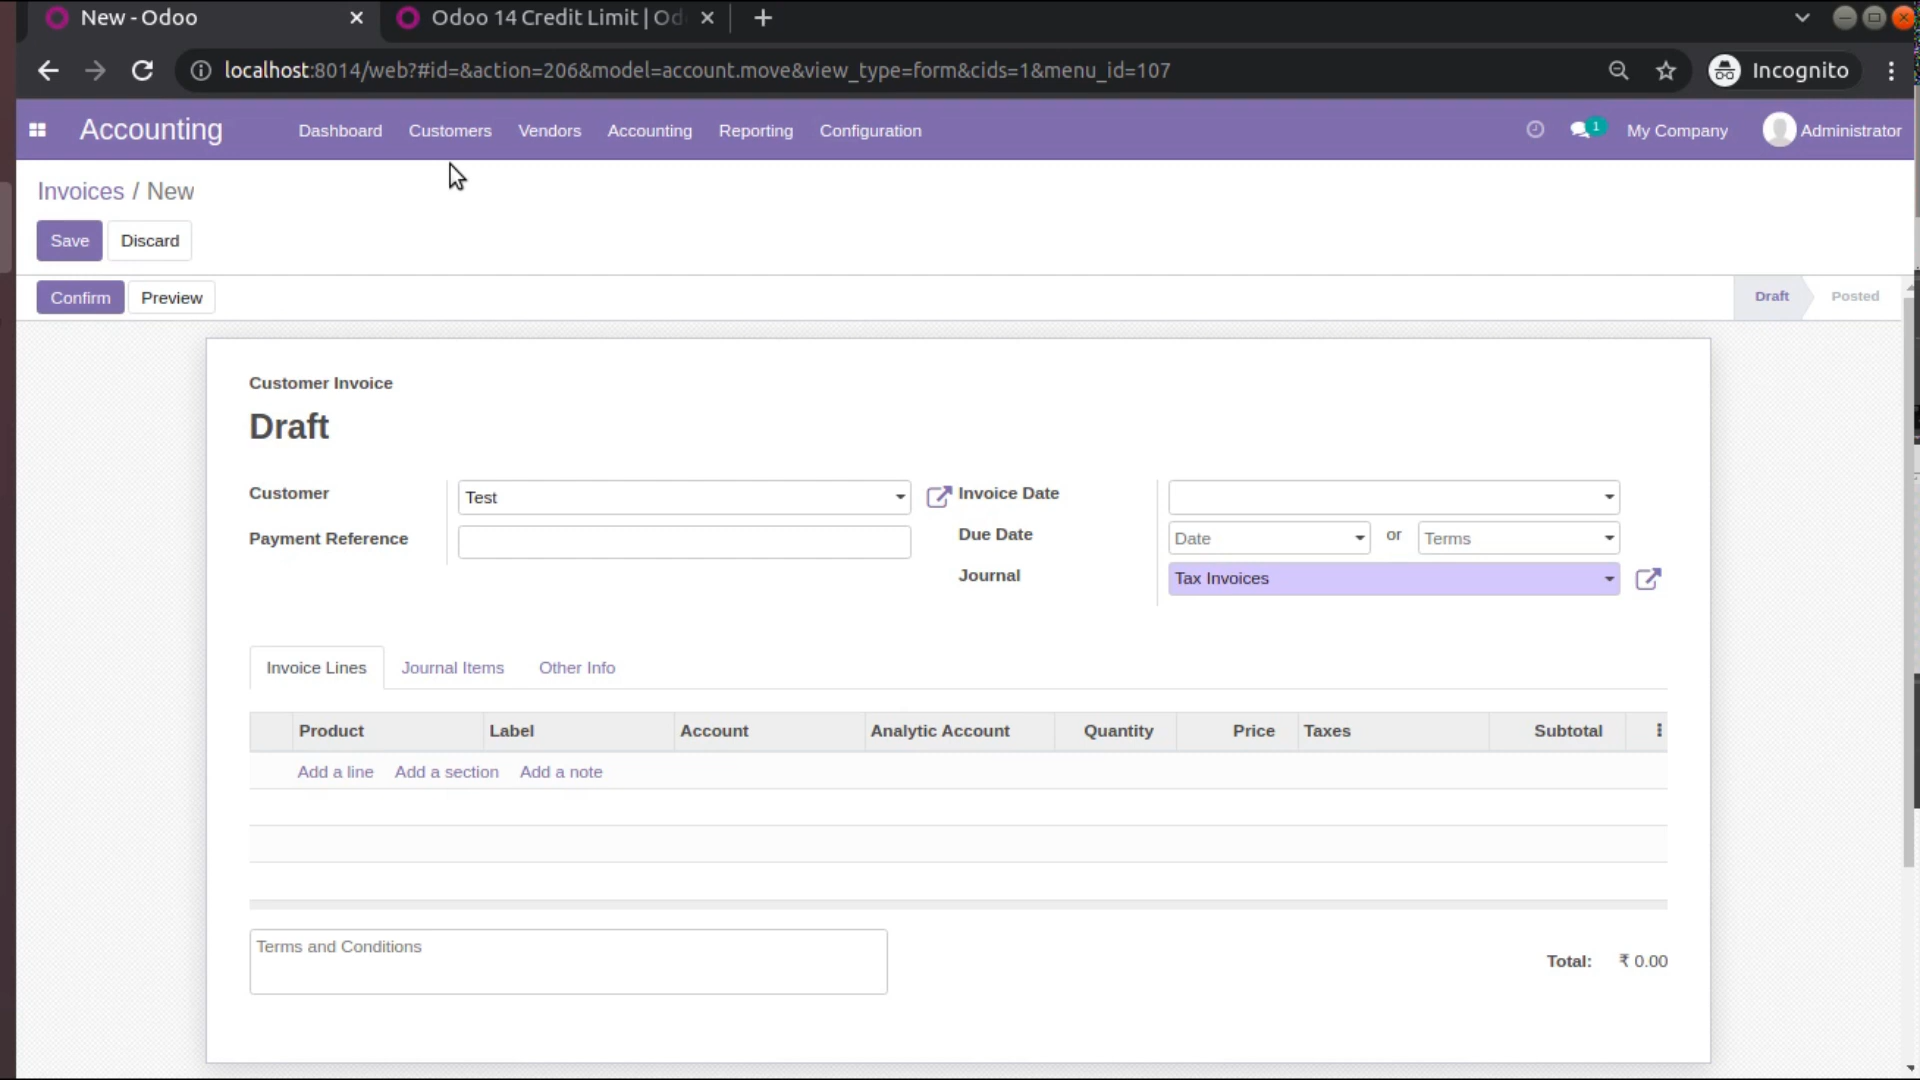 New - Odoo
Odoo 14 Credit Limit | Od
localhost:8014/web?#id=&action=206&model=account.move&view_type=form&cids=1&menu_id=107
Incognito
Accounting
Dashboard
Customers
Vendors
Accounting
Reporting
Configuration
1
My Company
Administrator
Invoices / New
Save
Discard
Confirm
Preview
Draft
Posted
Customer Invoice
Draft
Customer
Test
Invoice Date
Payment Reference
Due Date
Date
or
Terms
Journal
Tax Invoices
Invoice Lines
Journal Items
Other Info
Product
Label
Account
Analytic Account
Quantity
Price
Taxes
Subtotal
Add a line
Add a section
Add a note
Terms and Conditions
Total: ₹ 0.00